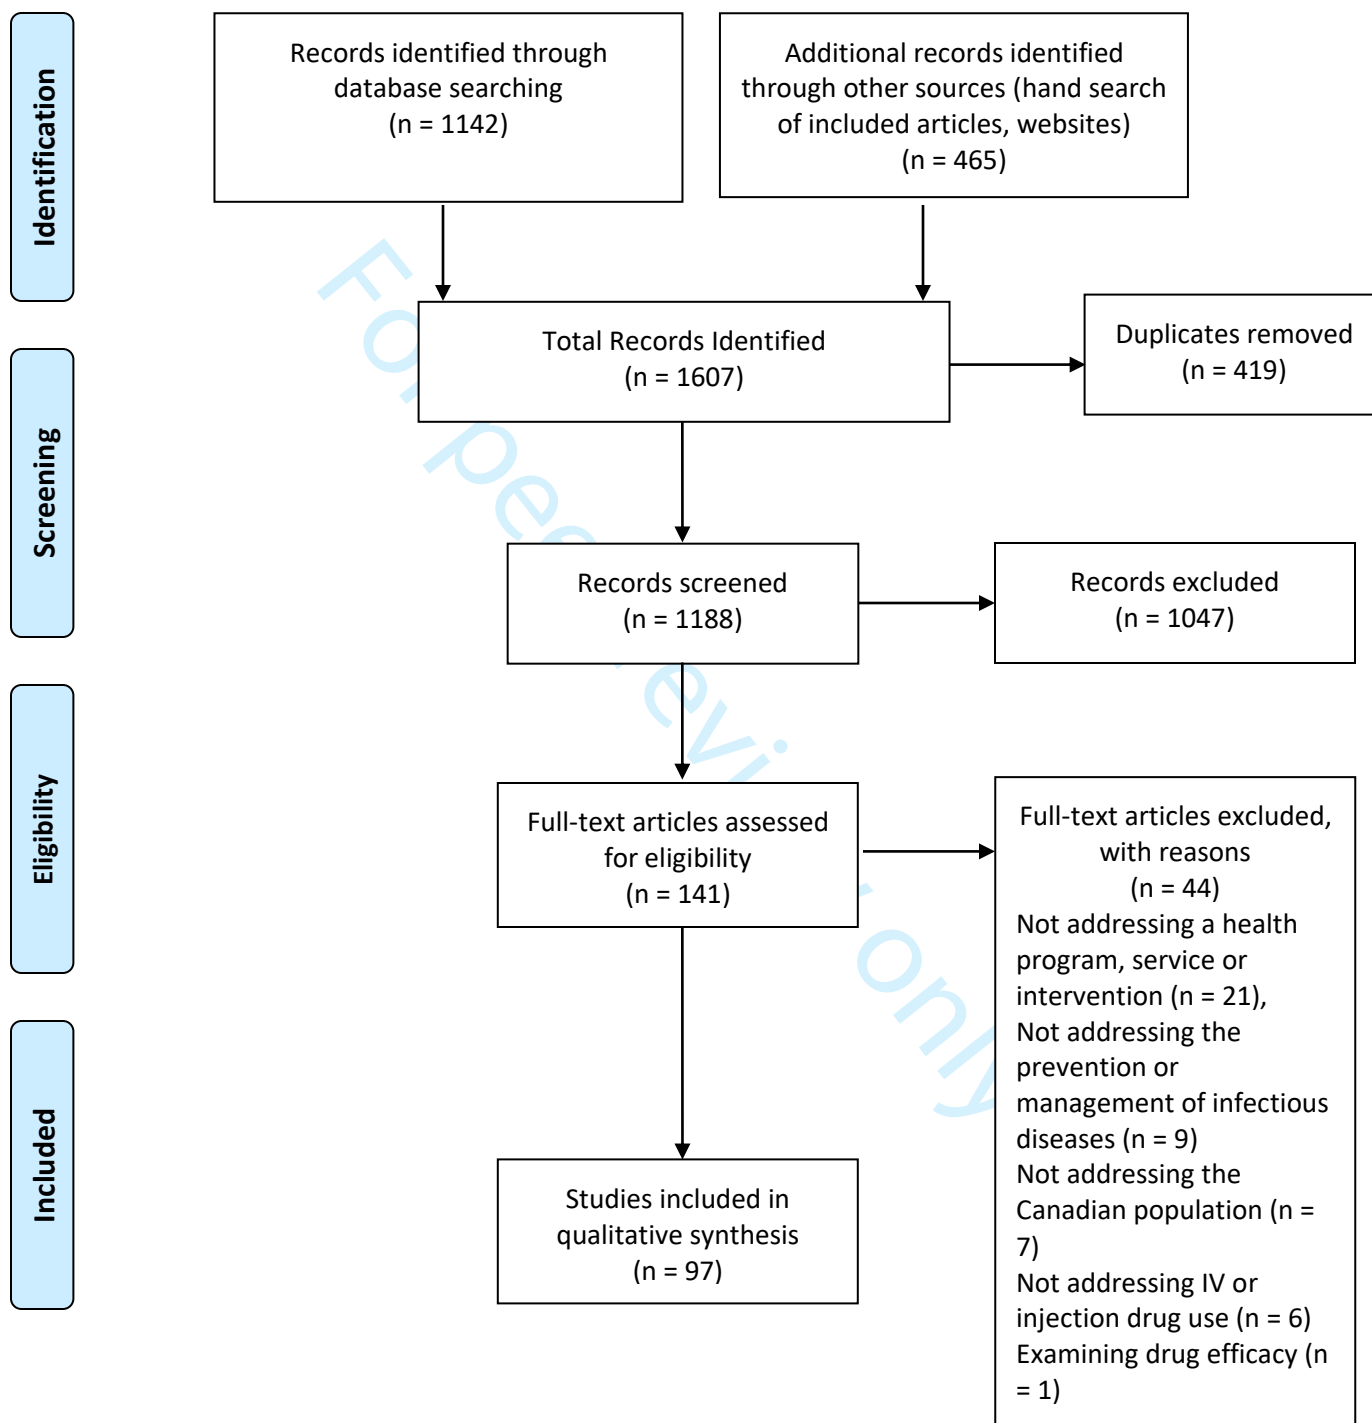 Identification
Records identified through
database searching
(n = 1142)
Additional records identified
through other sources (hand search
of included articles, websites)
(n = 465)
Total Records Identified
(n = 1607)
Duplicates removed
(n = 419)
Screening
Records screened
(n = 1188)
Records excluded
(n = 1047)
Eligibility
Full-text articles assessed
for eligibility
(n = 141)
Full-text articles excluded,
with reasons
(n = 44)
Not addressing a health
program, service or
intervention (n = 21),
Not addressing the
prevention or
management of infectious
diseases (n = 9)
Not addressing the
Canadian population (n =
7)
Not addressing IV or
injection drug use (n = 6)
Examining drug efficacy (n
= 1)
Included
Studies included in
qualitative synthesis
(n = 97)
For peer review only